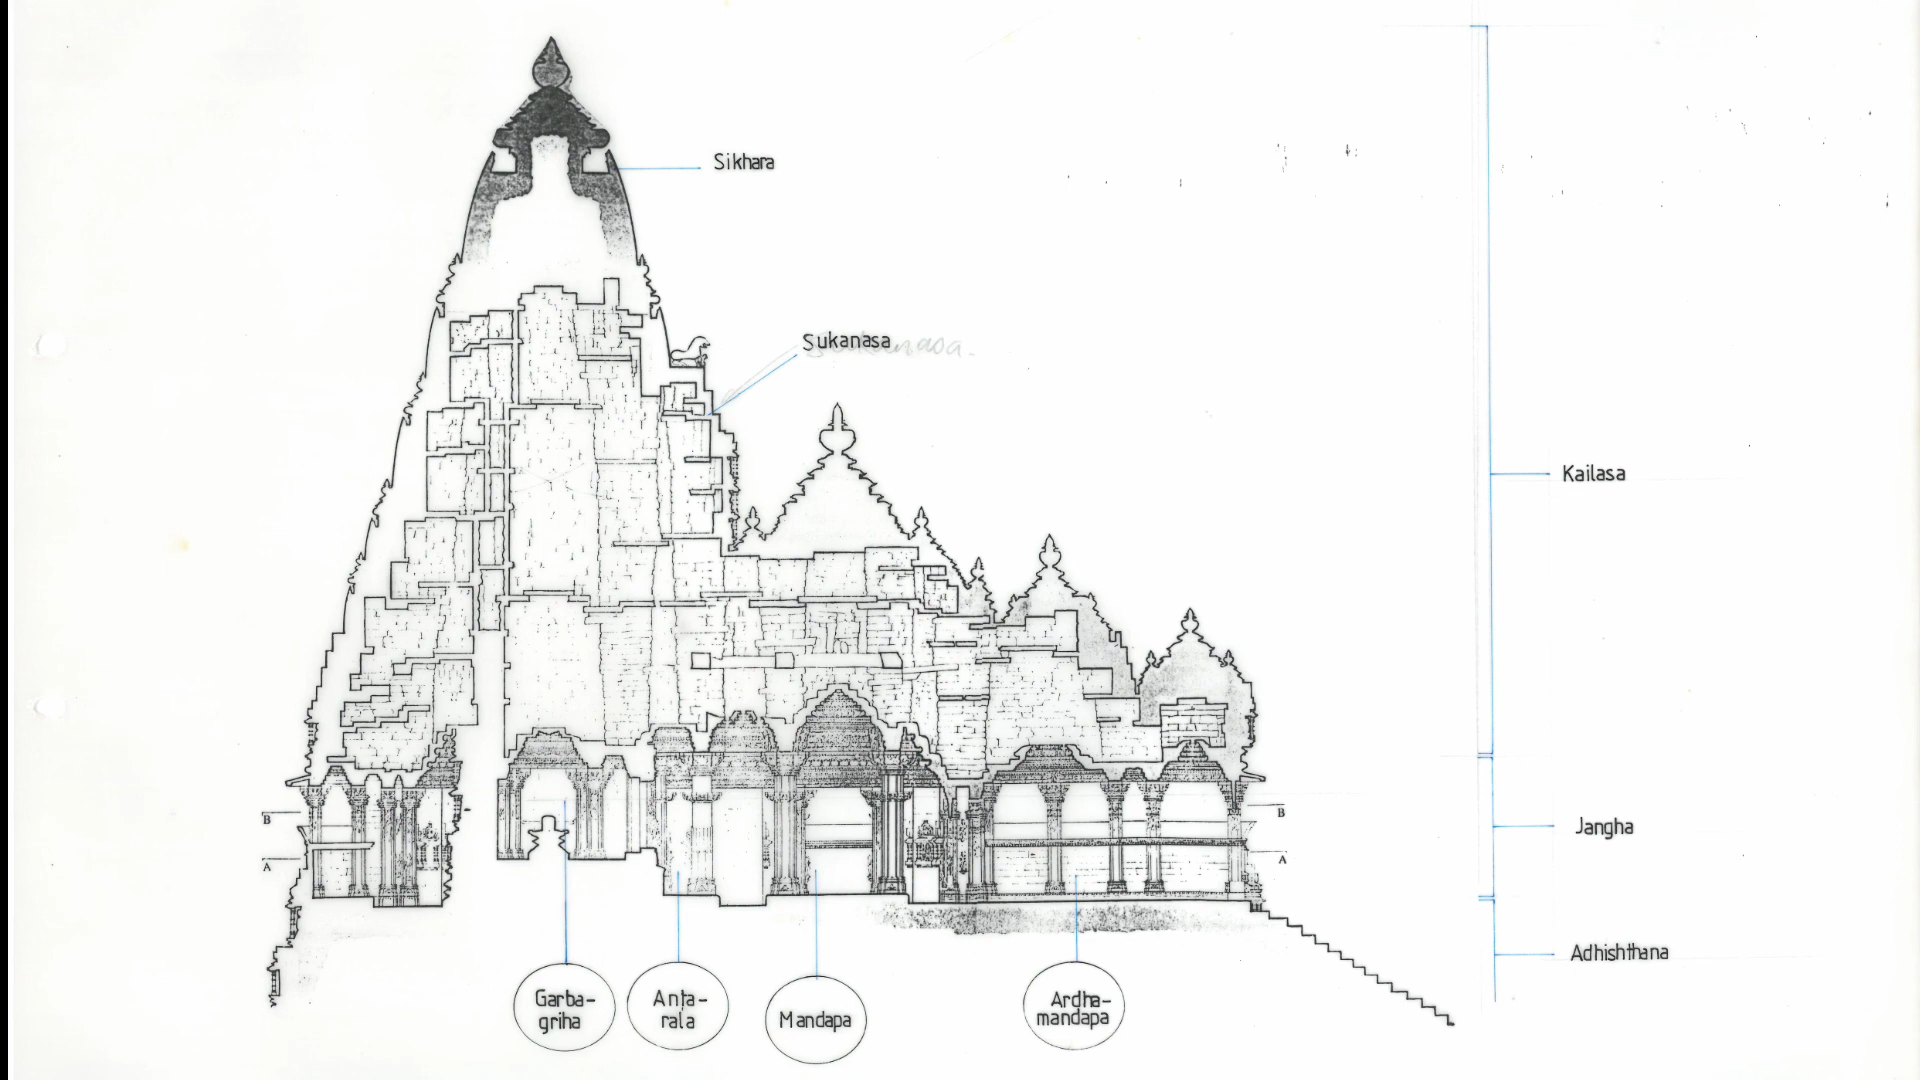 Sikhara
Sukanasa
Kailasa
B
B
Jangha
A
A
Adhishthana
Garba-
griha
Anta-
rala
Mandapa
Ardha-
mandapa